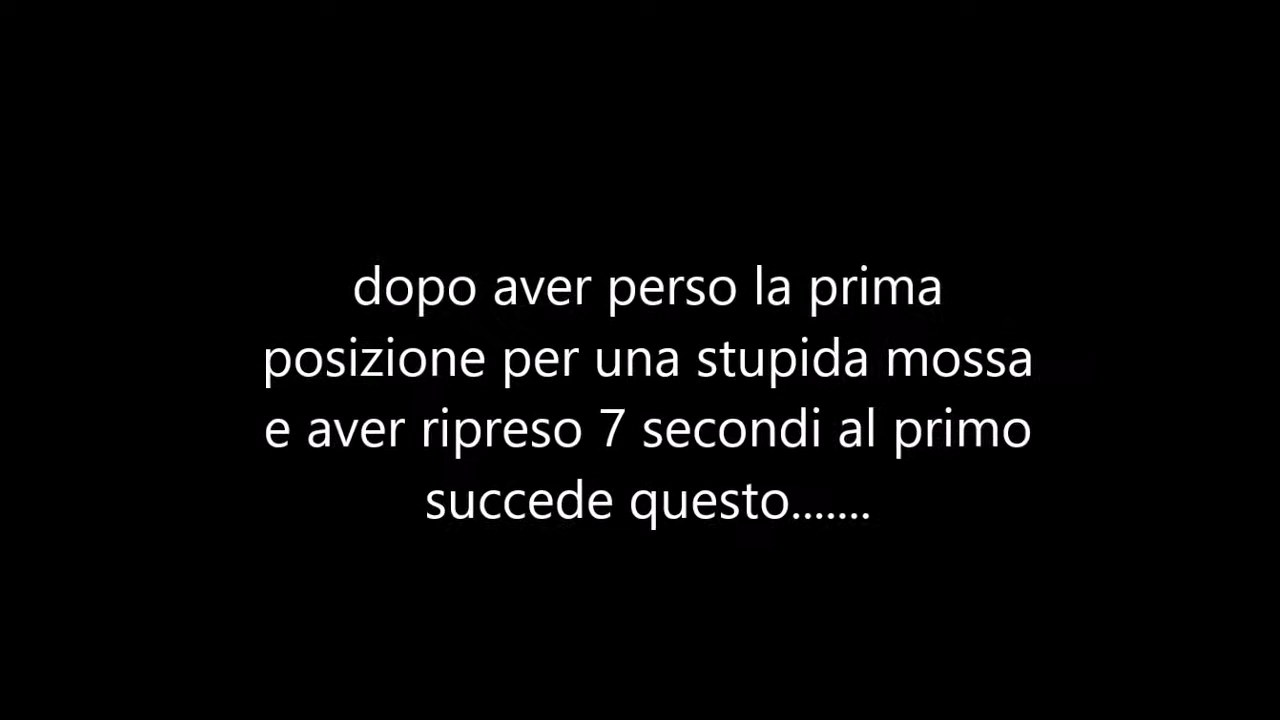 dopo aver perso la prima
posizione per una stupida mossa
e aver ripreso 7 secondi al primo
succede questo.......